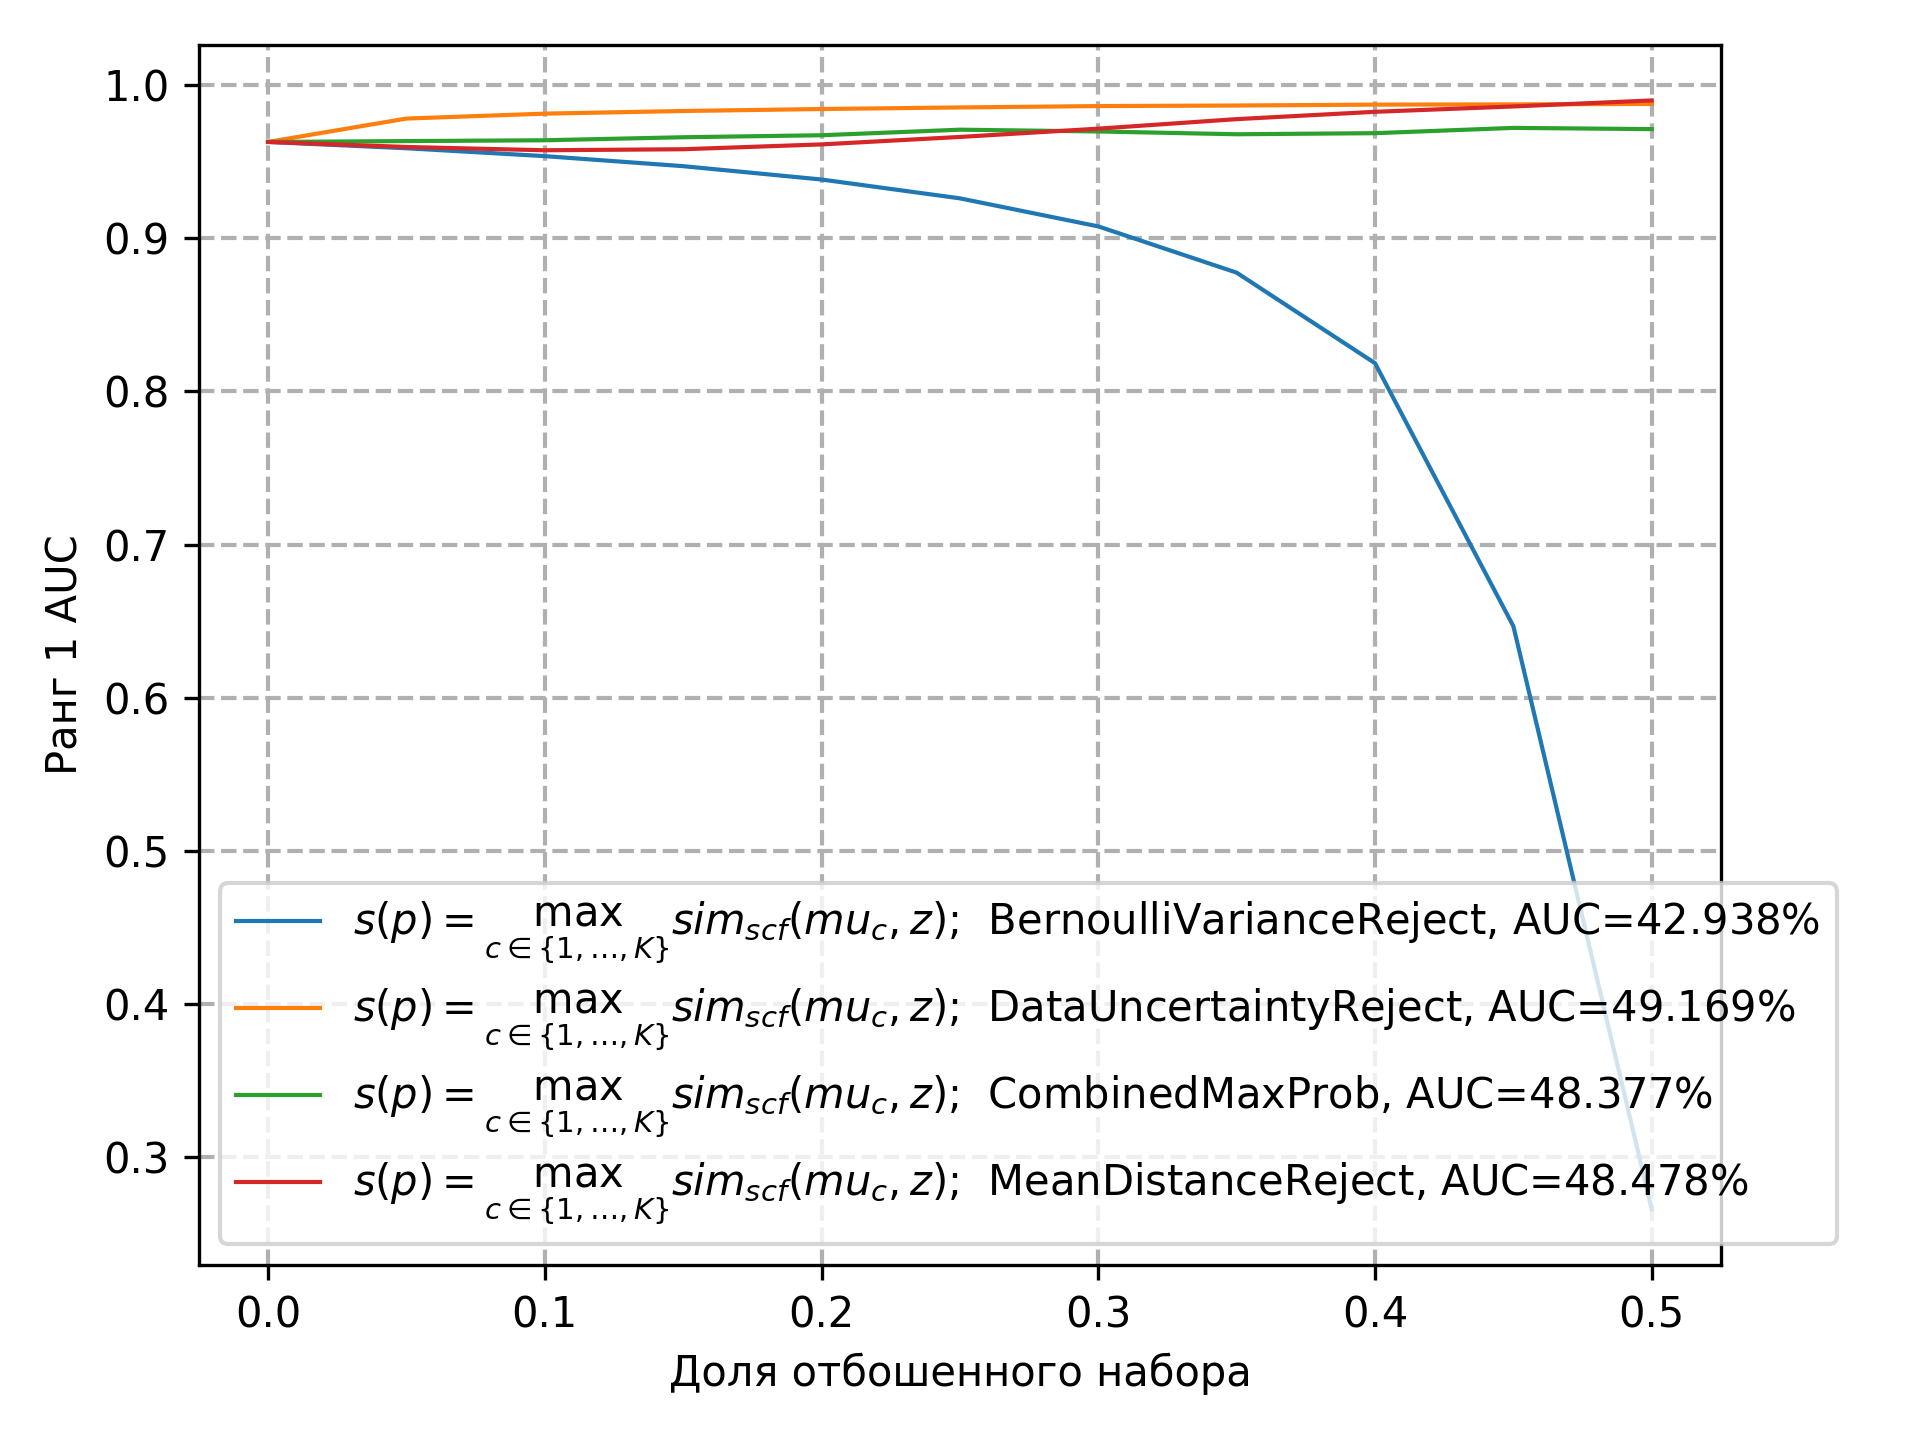 1.0
0.9
0.8
0.7
0.6
0.5
0.4
0.3
Ранг 1 AUC
s(p) = max c∈{1,...,K} sim_scf(mu_c, z); BernoulliVarianceReject, AUC=42.938%
s(p) = max c∈{1,...,K} sim_scf(mu_c, z); DataUncertaintyReject, AUC=49.169%
s(p) = max c∈{1,...,K} sim_scf(mu_c, z); CombinedMaxProb, AUC=48.377%
s(p) = max c∈{1,...,K} sim_scf(mu_c, z); MeanDistanceReject, AUC=48.478%
0.0 0.1 0.2 0.3 0.4 0.5
Доля отбошенного набора